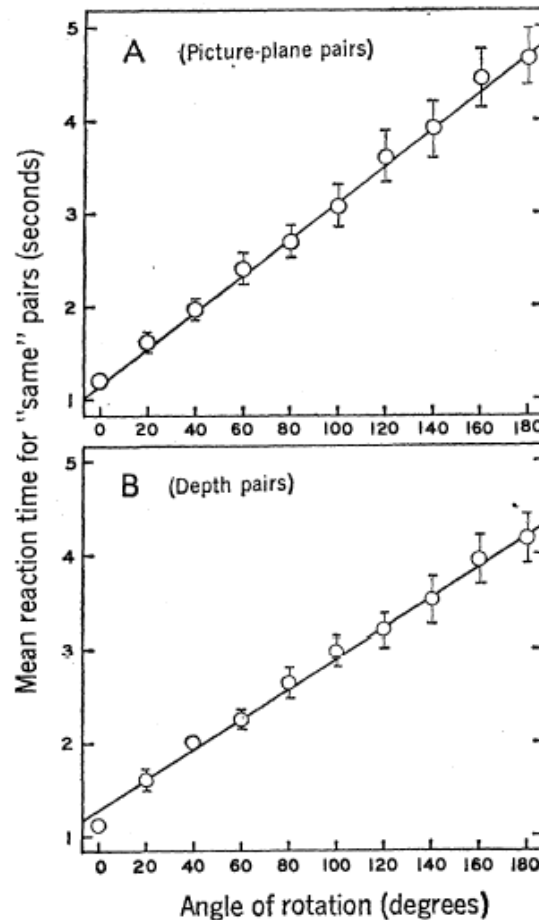 Mean reaction time for "same" pairs (seconds)
A (Picture-plane pairs)
5
4
3
2
1
0 20 40 60 80 100 120 140 160 180
B (Depth pairs)
5
4
3
2
1
0 20 40 60 80 100 120 140 160 180
Angle of rotation (degrees)